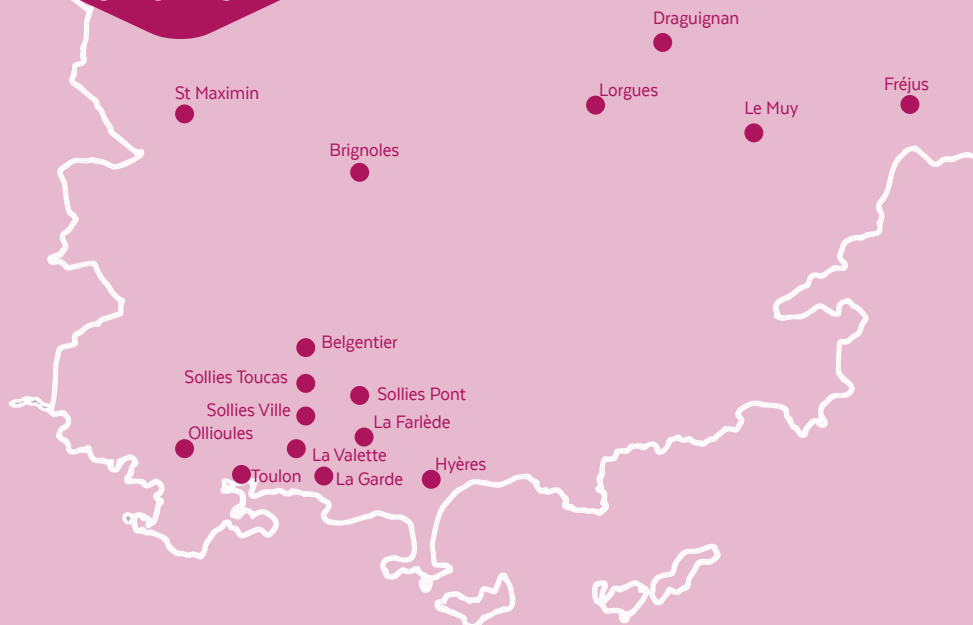 Draguignan
St Maximin
Lorgues
Fréjus
Le Muy
Brignoles
Belgentier
Sollies Toucas
Sollies Pont
Sollies Ville
La Farlède
Ollioules
La Valette
Hyères
Toulon
La Garde